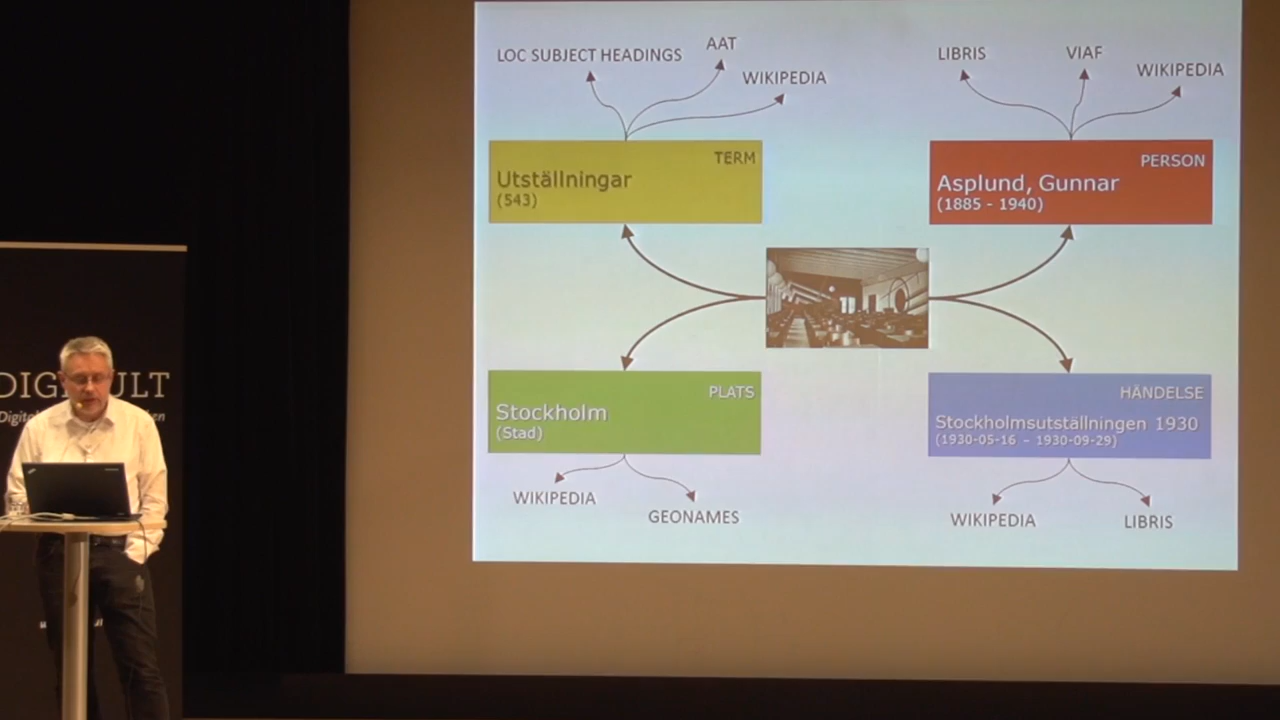 LOC SUBJECT HEADINGS
AAT
WIKIPEDIA
TERM
Utställningar
(543)
LIBRIS
VIAF
WIKIPEDIA
PERSON
Asplund, Gunnar
(1885 - 1940)
PLATS
Stockholm
(Stad)
WIKIPEDIA
GEONAMES
HÄNDELSE
Stockholmsutställningen 1930
(1930-05-16 – 1930-09-29)
WIKIPEDIA
LIBRIS